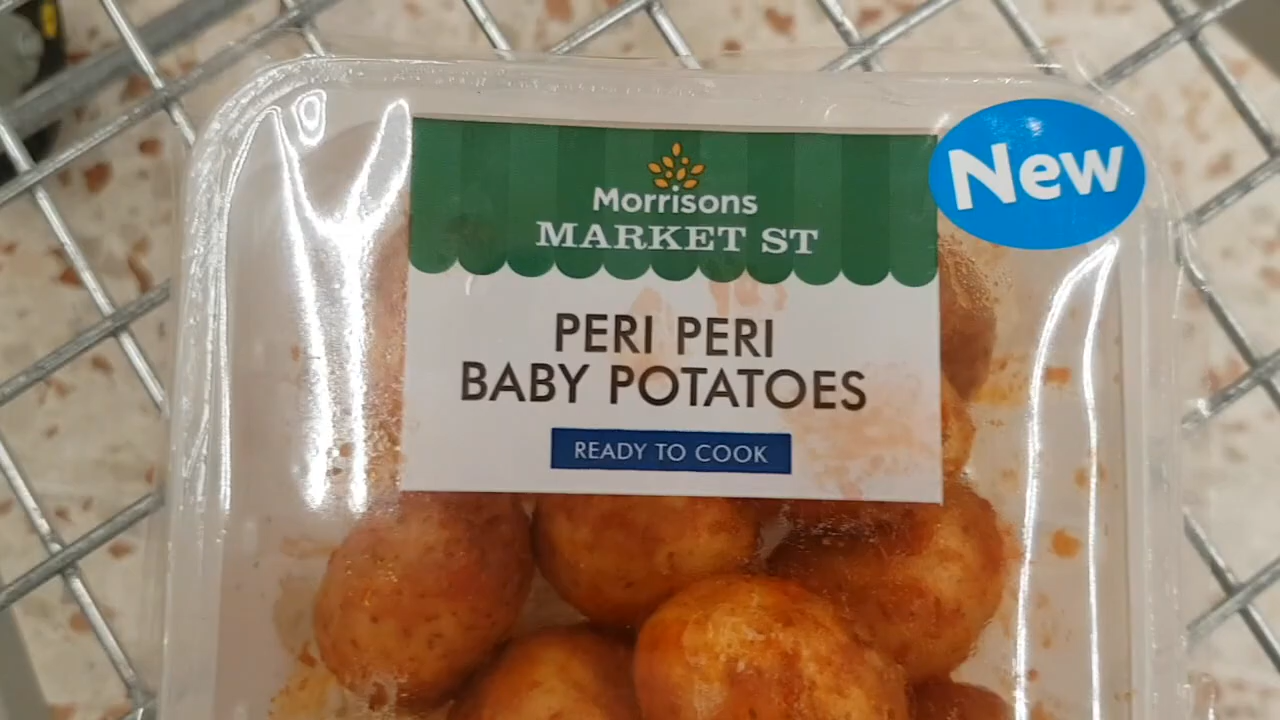 New
Morrisons
MARKET ST
PERI PERI
BABY POTATOES
READY TO COOK